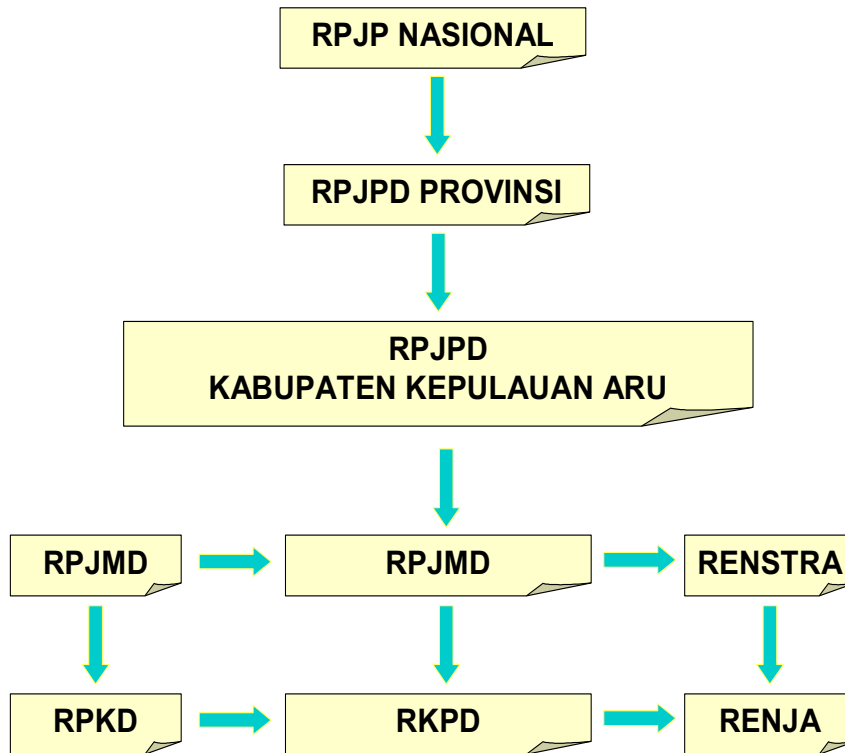 RPJP NASIONAL
RPJPD PROVINSI
RPJPD
KABUPATEN KEPULAUAN ARU
RPJMD
RPJMD
RENSTRA
RPKD
RKPD
RENJA